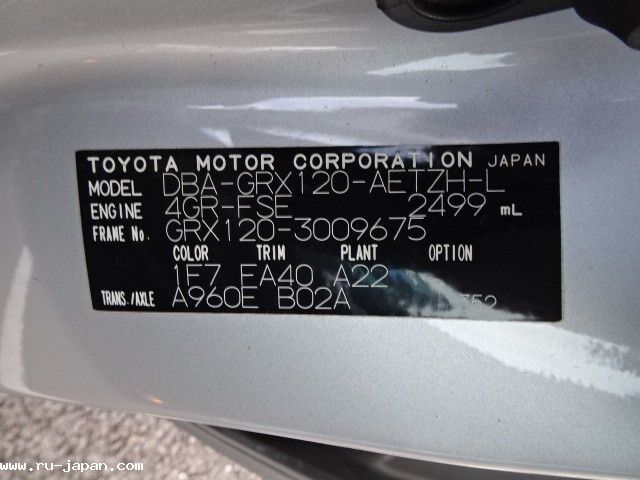 TOYOTA MOTOR CORPORATION JAPAN
MODEL DBA-GRX120-AETZH-L
ENGINE 4GR-FSE 2499 mL
FRAME No. GRX120-3009675
COLOR TRIM PLANT OPTION
1F7 EA40 A22
TRANS./AXLE A960E B02A
www.ru-japan.com